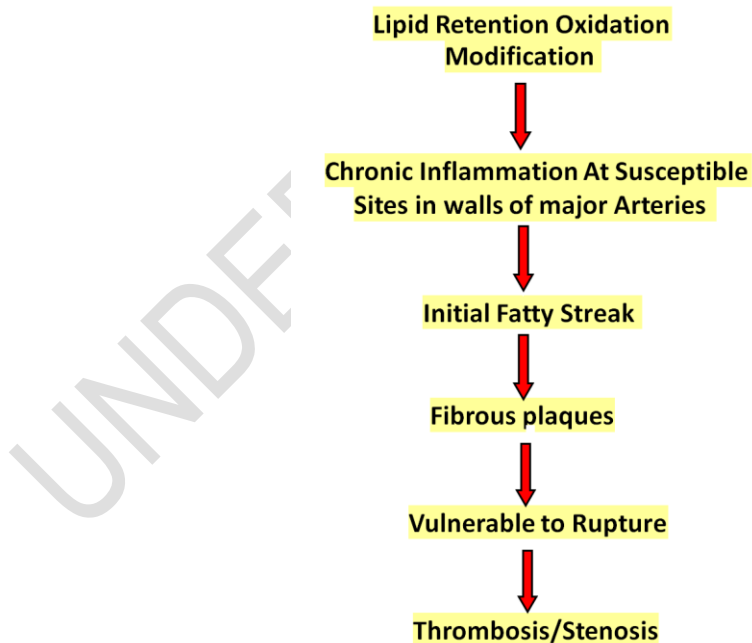 Lipid Retention Oxidation
Modification
Chronic Inflammation At Susceptible
Sites in walls of major Arteries
Initial Fatty Streak
Fibrous plaques
Vulnerable to Rupture
Thrombosis/Stenosis